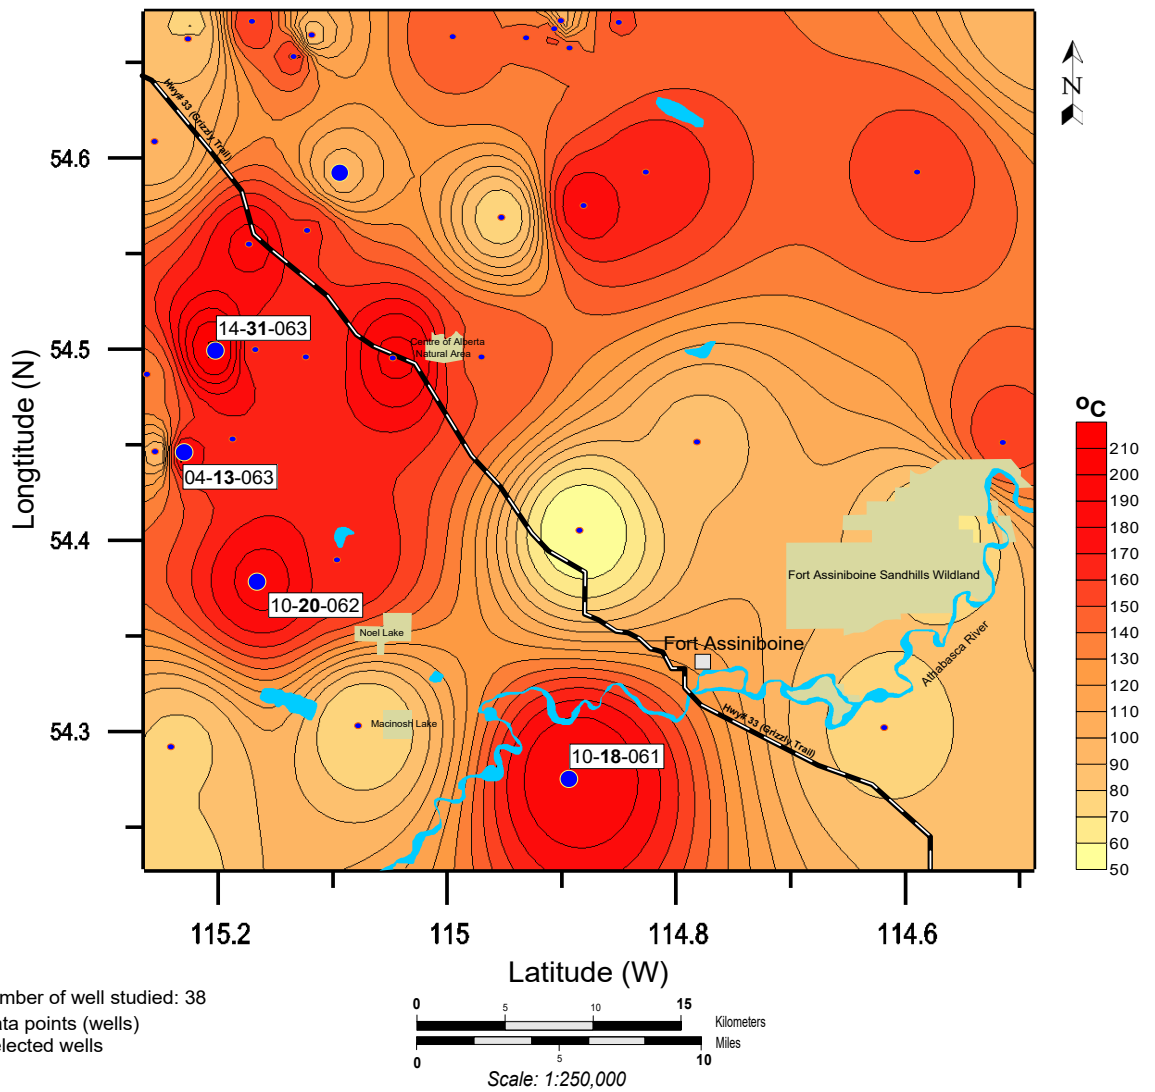 N
Hwy# 33 (Grizzly Trail)
54.6
14-31-063
Centre of Alberta
Natural Area
54.5
Longtitude (N)
04-13-063
54.4
Fort Assiniboine Sandhills Wildland
10-20-062
Noel Lake
Fort Assiniboine
Athabasca River
Macinosh Lake
Hwy# 33 (Grizzly Trail)
54.3
10-18-061
oC
210
200
190
180
170
160
150
140
130
120
110
100
90
80
70
60
50
115.2 115 114.8 114.6
Latitude (W)
mber of well studied: 38
ata points (wells)
elected wells
0 5 10 15
Kilometers
Miles
0 5 10
Scale: 1:250,000